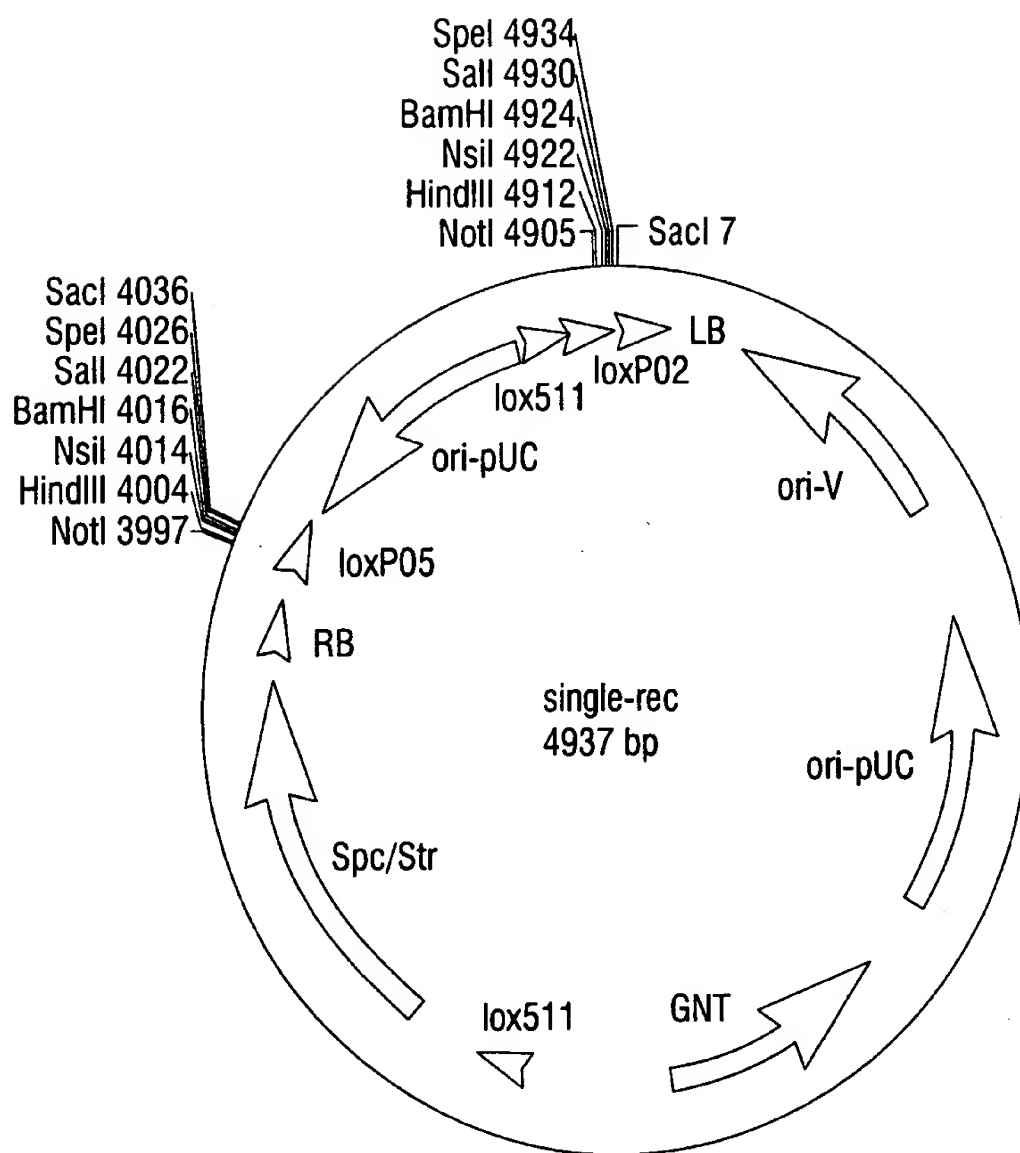 SpeI 4934
SalI 4930
BamHI 4924
NsiI 4922
HindIII 4912
NotI 4905
SacI 7
SacI 4036
SpeI 4026
SalI 4022
BamHI 4016
NsiI 4014
HindIII 4004
NotI 3997
LB
loxP02
lox511
ori-pUC
ori-V
loxP05
RB
single-rec
4937 bp
ori-pUC
Spc/Str
lox511
GNT